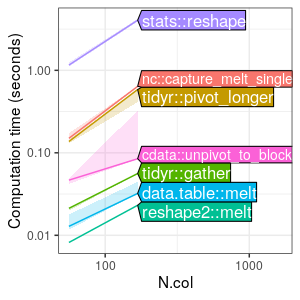 stats::reshape
nc::capture_melt_single
tidyr::pivot_longer
cdata::unpivot_to_block
tidyr::gather
data.table::melt
reshape2::melt
1.00
0.10
0.01
100
1000
N.col
Computation time (seconds)